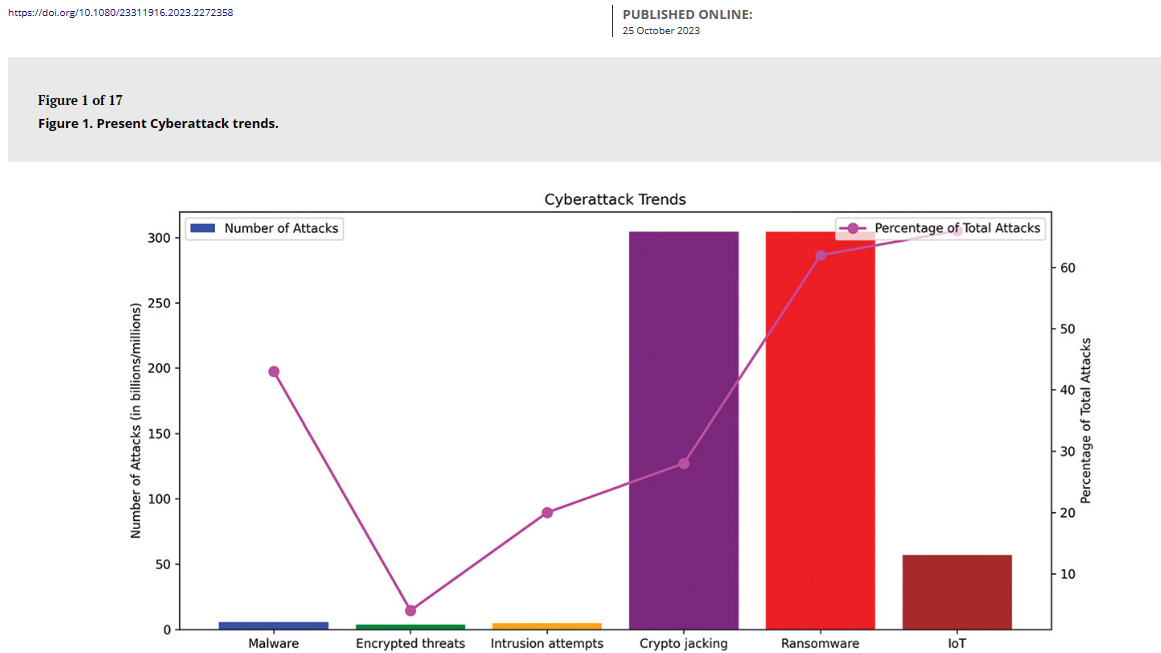 https://doi.org/10.1080/23311916.2023.2272358
PUBLISHED ONLINE:
25 October 2023
Figure 1 of 17
Figure 1. Present Cyberattack trends.
Cyberattack Trends
Number of Attacks
Percentage of Total Attacks
Number of Attacks (in billions/millions)
300
250
200
150
100
50
0
60
50
40
30
20
10
Percentage of Total Attacks
Malware
Encrypted threats
Intrusion attempts
Crypto jacking
Ransomware
IoT